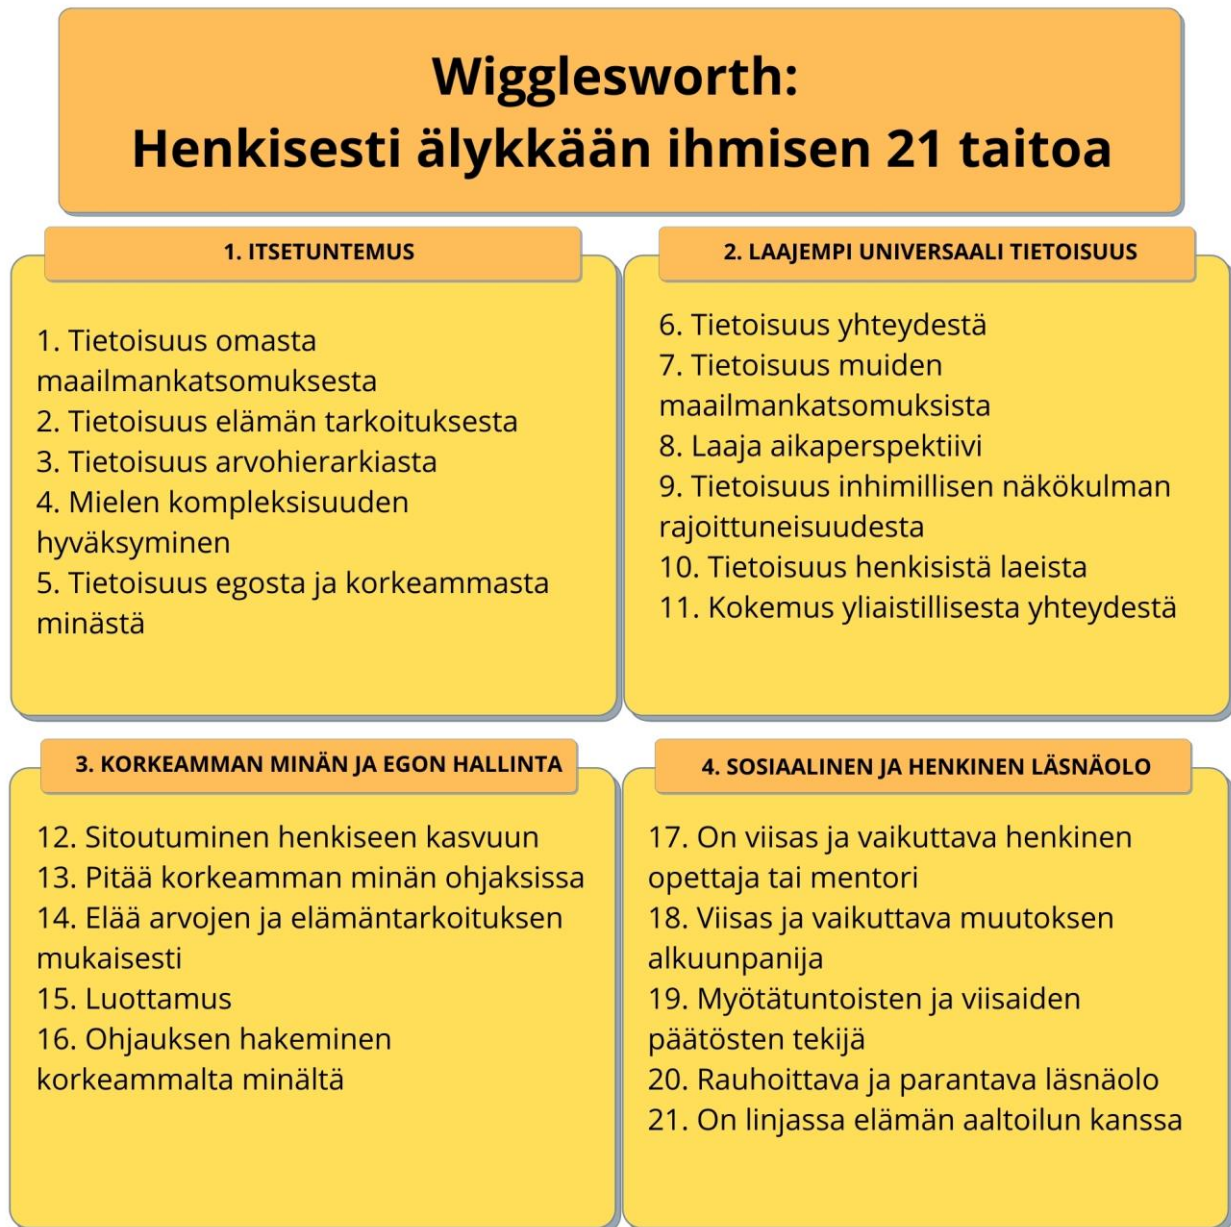 Wigglesworth:
Henkisesti älykkään ihmisen 21 taitoa
1. ITSETUNTEMUS
1. Tietoisuus omasta
maailmankatsomuksesta
2. Tietoisuus elämän tarkoituksesta
3. Tietoisuus arvohierarkiasta
4. Mielen kompleksisuuden
hyväksyminen
5. Tietoisuus egosta ja korkeammasta
minästä
2. LAAJEMPI UNIVERSAALI TIETOISUUS
6. Tietoisuus yhteydestä
7. Tietoisuus muiden
maailmankatsomuksista
8. Laaja aikaperspektiivi
9. Tietoisuus inhimillisen näkökulman
rajoittuneisuudesta
10. Tietoisuus henkisistä laeista
11. Kokemus yliaistillisesta yhteydestä
3. KORKEAMMAN MINÄN JA EGON HALLINTA
12. Sitoutuminen henkiseen kasvuun
13. Pitää korkeamman minän ohjaksissa
14. Elää arvojen ja elämäntarkoituksen
mukaisesti
15. Luottamus
16. Ohjauksen hakeminen
korkeammalta minältä
4. SOSIAALINEN JA HENKINEN LÄSNÄOLO
17. On viisas ja vaikuttava henkinen
opettaja tai mentori
18. Viisas ja vaikuttava muutoksen
alkuunpanija
19. Myötätuntoisten ja viisaiden
päätösten tekijä
20. Rauhoittava ja parantava läsnäolo
21. On linjassa elämän aaltoilun kanssa